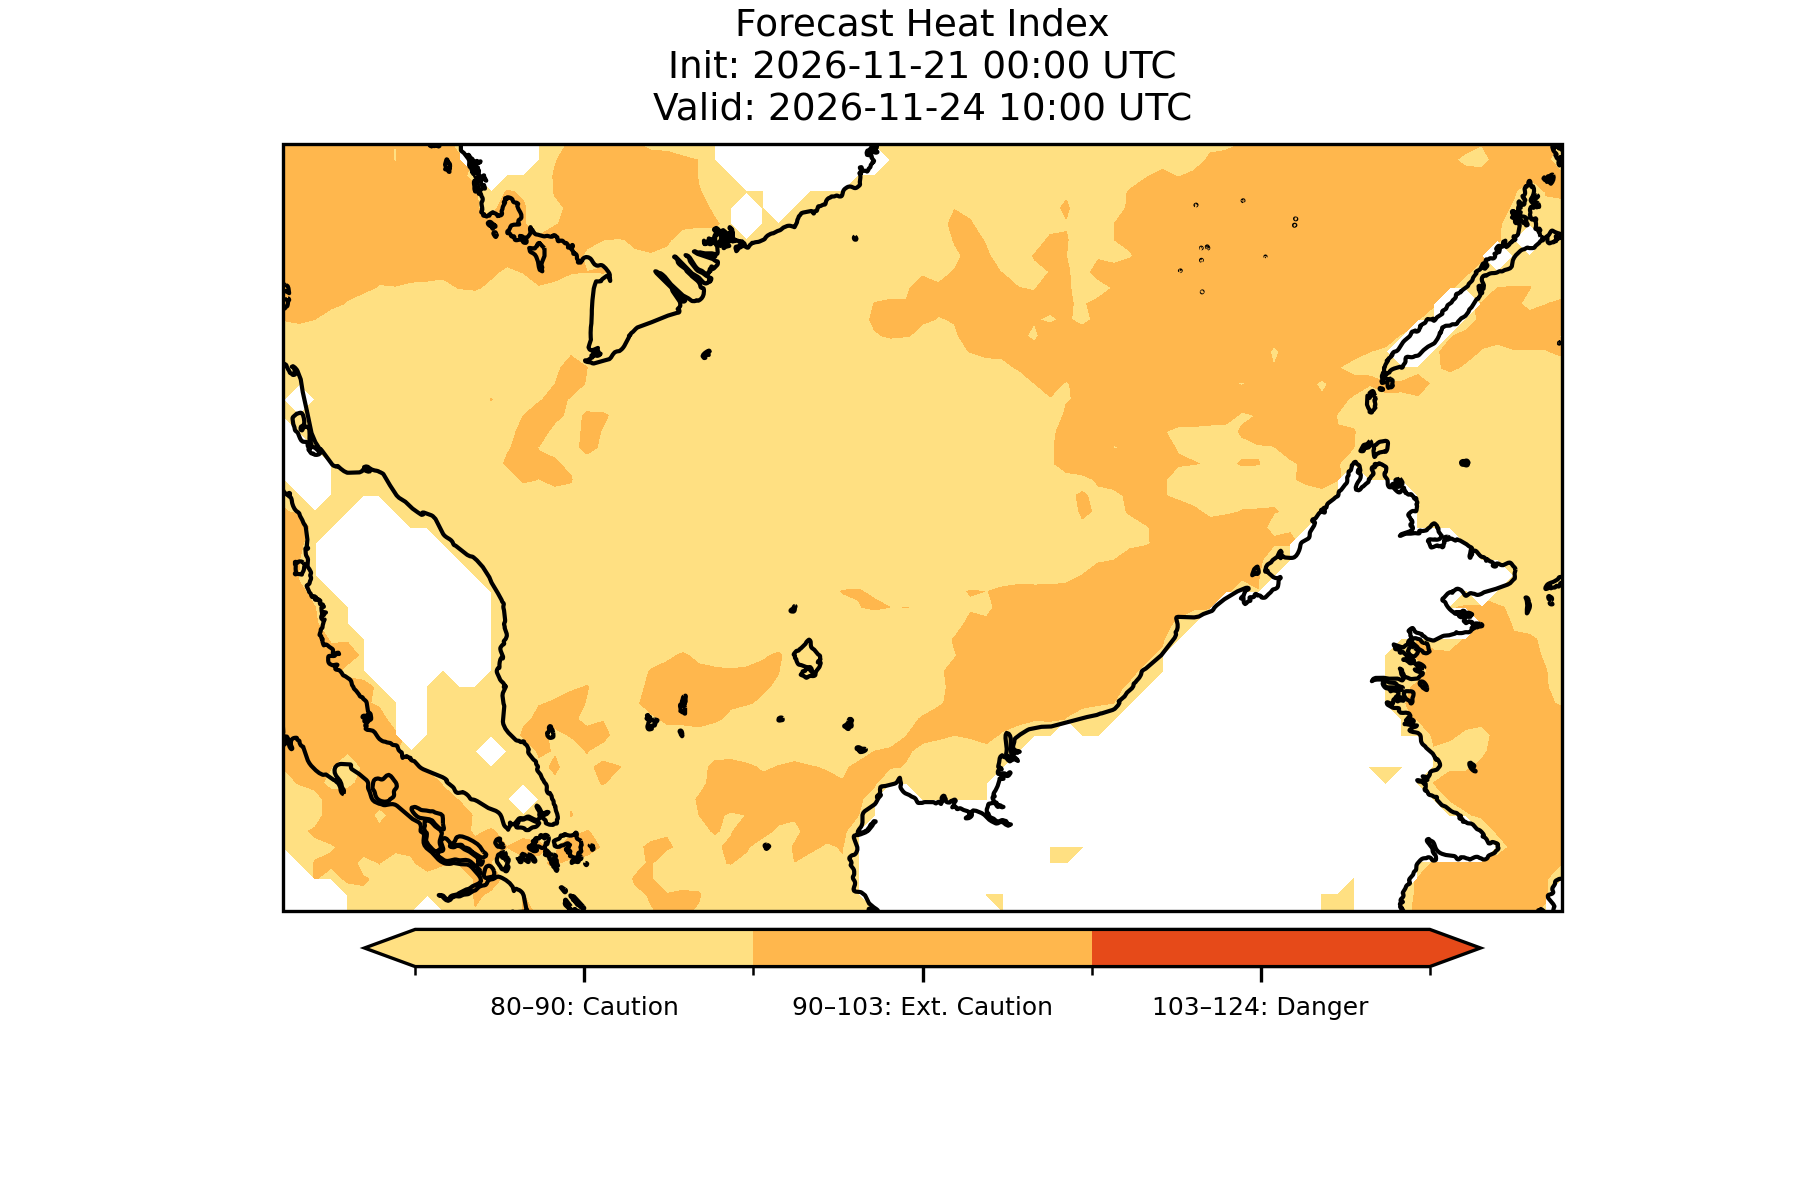 Forecast Heat Index
Init: 2026-11-21 00:00 UTC
Valid: 2026-11-24 10:00 UTC
80–90: Caution
90–103: Ext. Caution
103–124: Danger